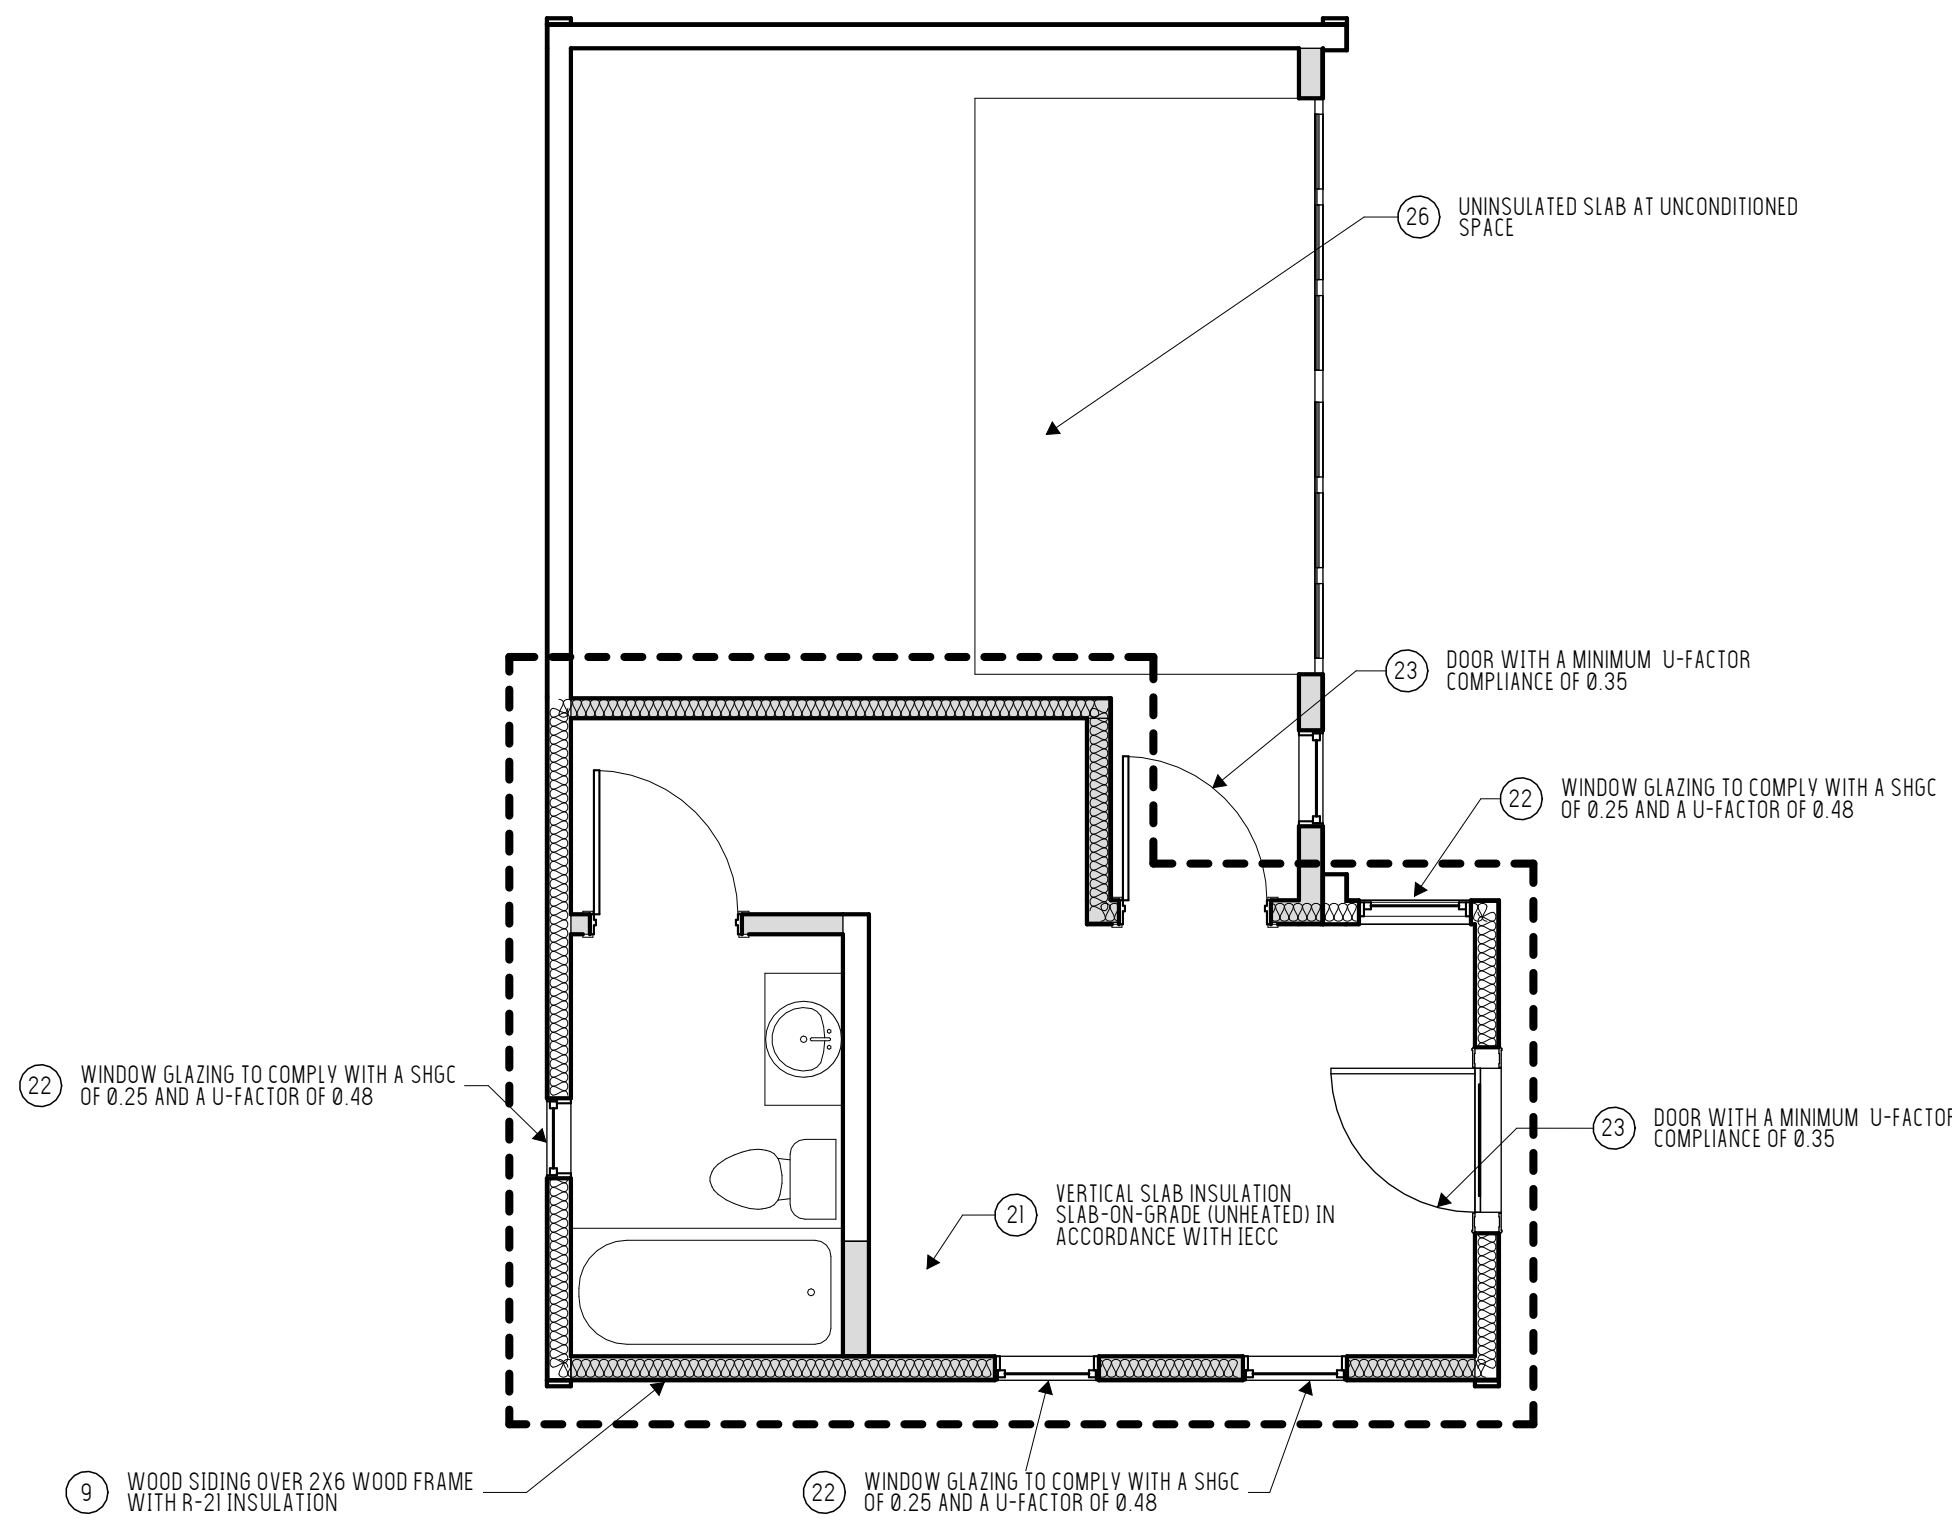 26
UNINSULATED SLAB AT UNCONDITIONED
SPACE
23
DOOR WITH A MINIMUM U-FACTOR
COMPLIANCE OF 0.35
22
WINDOW GLAZING TO COMPLY WITH A SHGC
OF 0.25 AND A U-FACTOR OF 0.48
22
WINDOW GLAZING TO COMPLY WITH A SHGC
OF 0.25 AND A U-FACTOR OF 0.48
23
DOOR WITH A MINIMUM U-FACTOR
COMPLIANCE OF 0.35
21
VERTICAL SLAB INSULATION
SLAB-ON-GRADE (UNHEATED) IN
ACCORDANCE WITH IECC
9
WOOD SIDING OVER 2X6 WOOD FRAME
WITH R-21 INSULATION
22
WINDOW GLAZING TO COMPLY WITH A SHGC
OF 0.25 AND A U-FACTOR OF 0.48